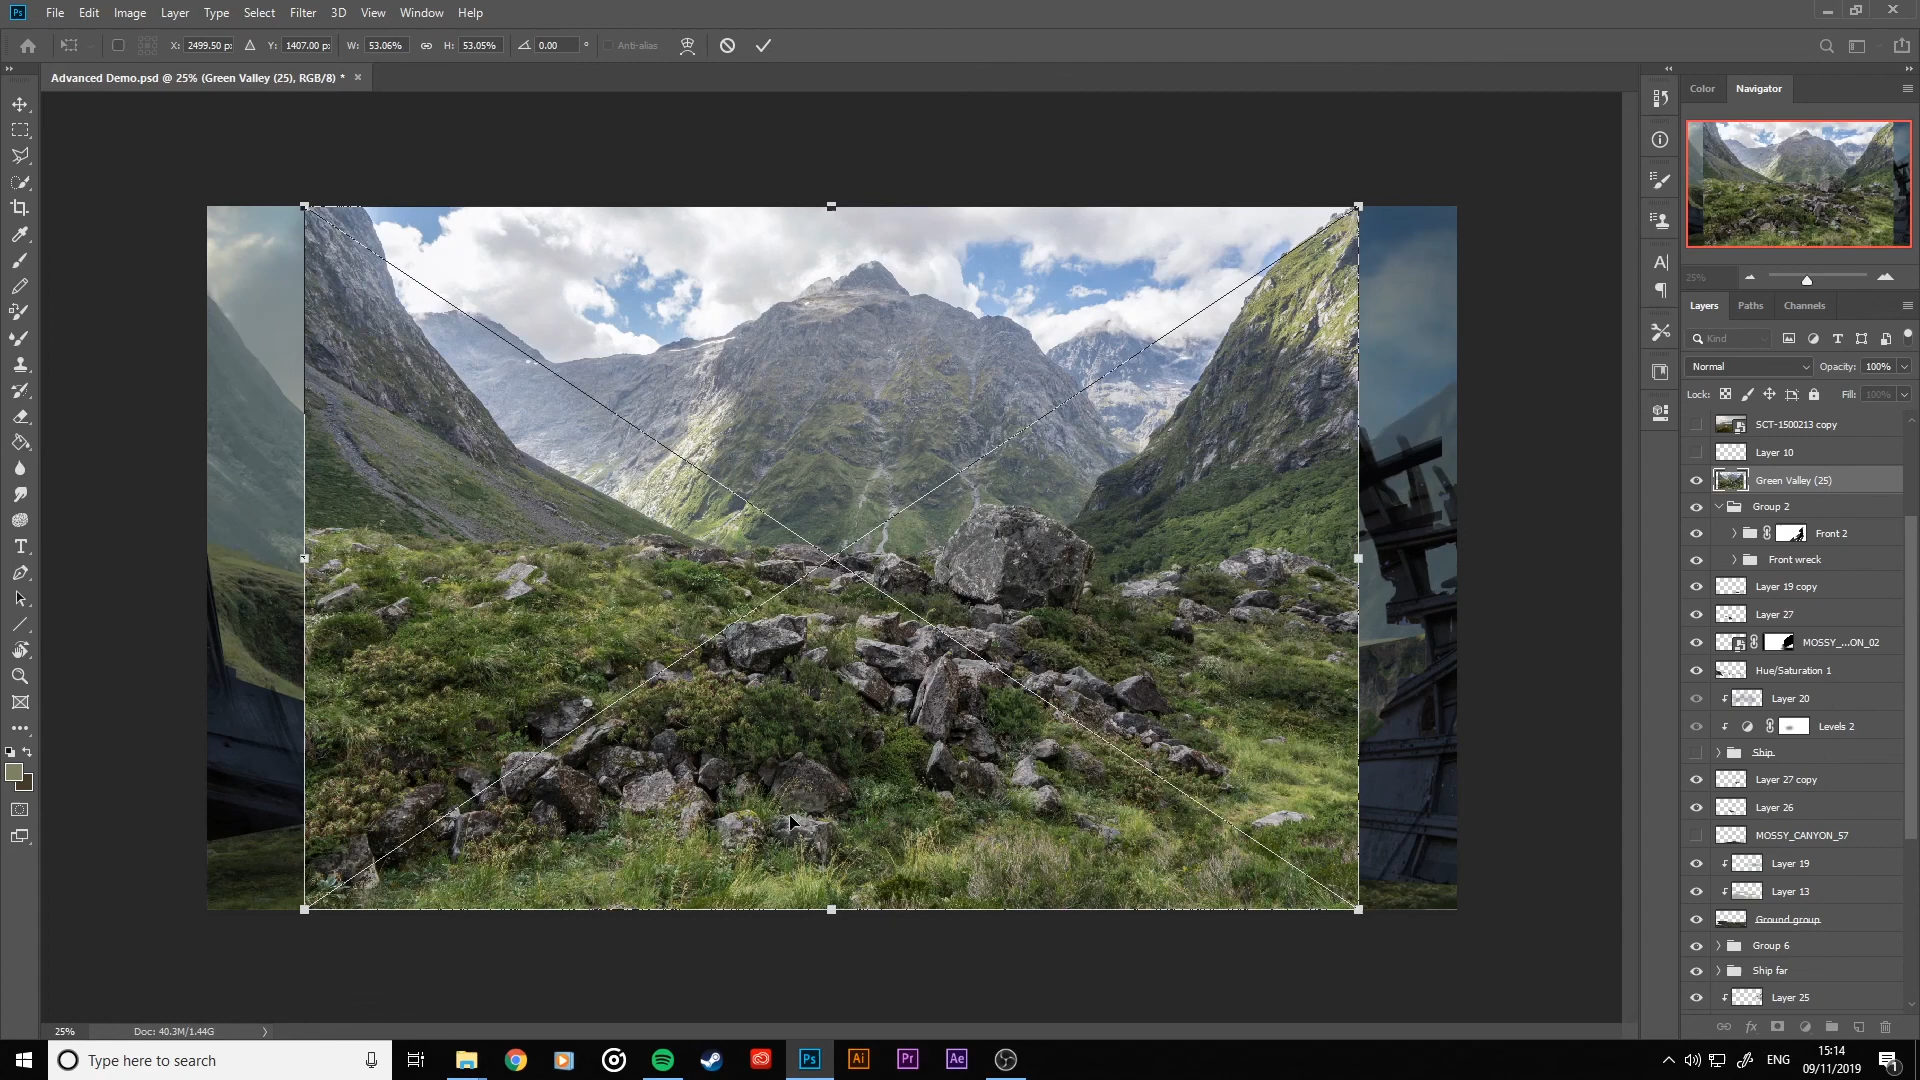 Ps File Edit Image Layer Type Select Filter 3D View Window Help
X: 2499.50 p: Y: 1407.00 p: W: 53.06% H: 53.05% 0.00 ° Anti-alias
Advanced Demo.psd @ 25% (Green Valley (25), RGB/8) * ×
Color Navigator
25%
Layers Paths Channels
Kind
Normal Opacity: 100%
Lock: Fill: 100%
SCT-1500213 copy
Layer 10
Green Valley (25)
Group 2
Front 2
Front wreck
Layer 19 copy
Layer 27
MOSSY_...ON_02
Hue/Saturation 1
Layer 20
Levels 2
Ship
Layer 27 copy
Layer 26
MOSSY_CANYON_57
Layer 19
Layer 13
Ground group
Group 6
Ship far
Layer 25
25% Doc: 40.3M/1.44G
Type here to search
Ps Ai Pr Ae
ENG
15:14
09/11/2019
1